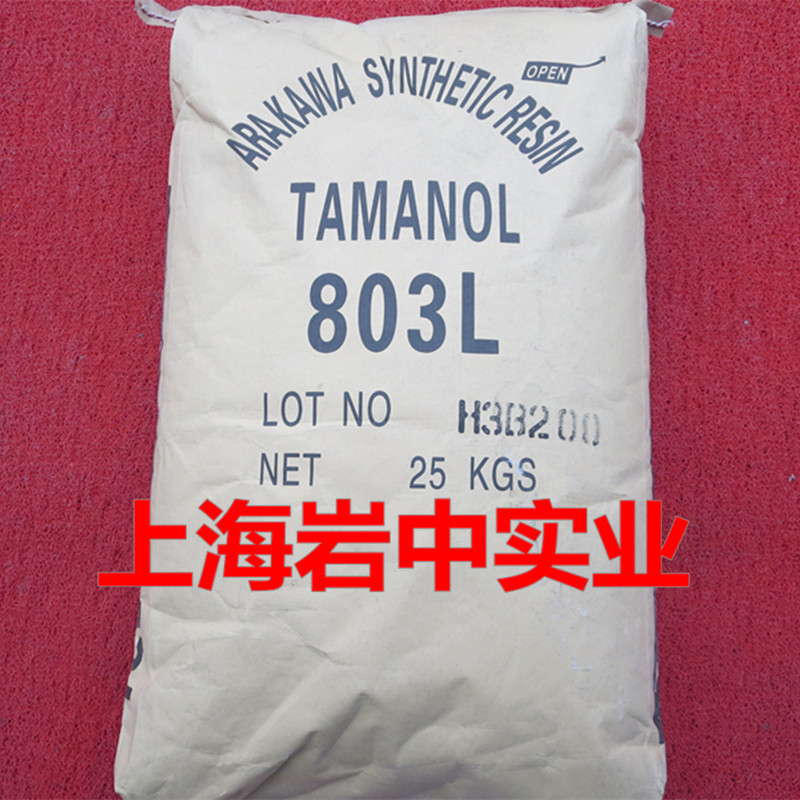 OPEN
ARAKAWA SYNTHETIC RESIN
TAMANOL
803L
LOT NO H3B200
NET 25 KGS
上海岩中实业